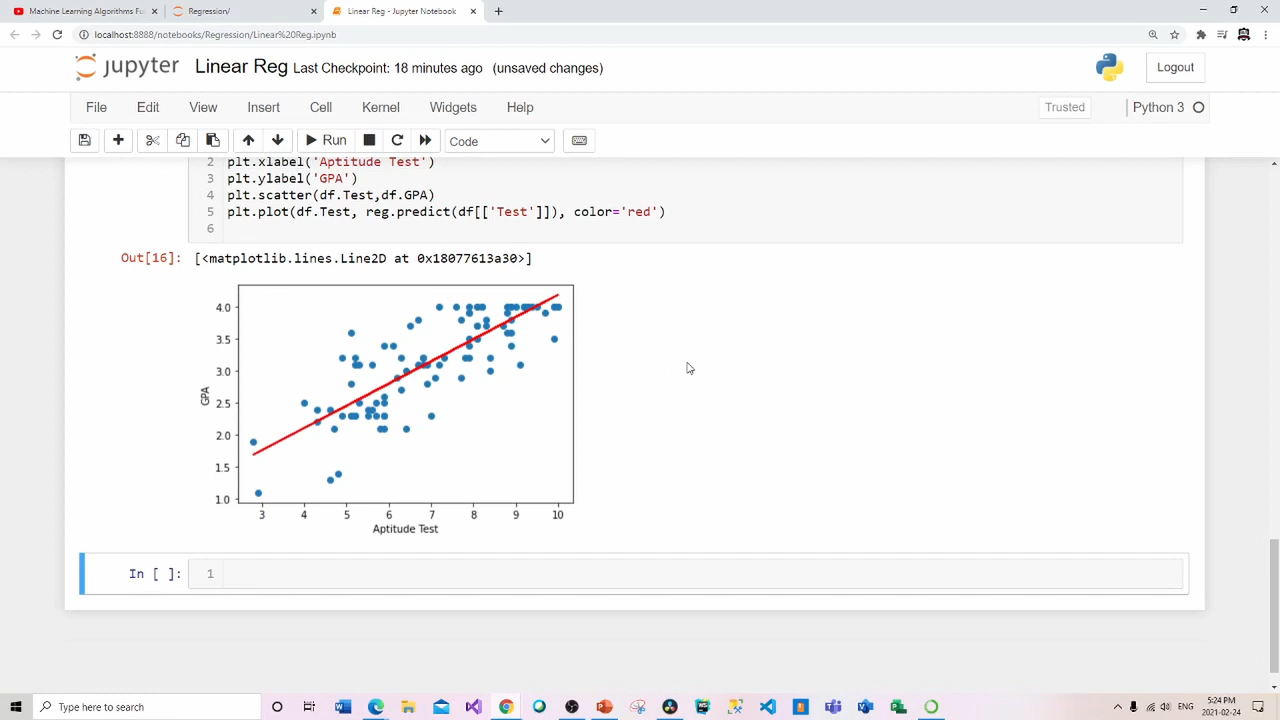 Machine Learning Algorithms Fu
Regression/
Linear Reg - Jupyter Notebook
localhost:8888/notebooks/Regression/Linear%20Reg.ipynb
jupyter Linear Reg Last Checkpoint: 18 minutes ago (unsaved changes)
Logout
File Edit View Insert Cell Kernel Widgets Help
Trusted
Python 3
Run
Code
2 plt.xlabel('Aptitude Test')
3 plt.ylabel('GPA')
4 plt.scatter(df.Test,df.GPA)
5 plt.plot(df.Test, reg.predict(df[['Test']]), color='red')
6
Out[16]: [<matplotlib.lines.Line2D at 0x18077613a30>]
4.0
3.5
3.0
2.5
2.0
1.5
1.0
GPA
3 4 5 6 7 8 9 10
Aptitude Test
In [ ]: 1
Type here to search
ENG
5:24 PM
2021-02-24